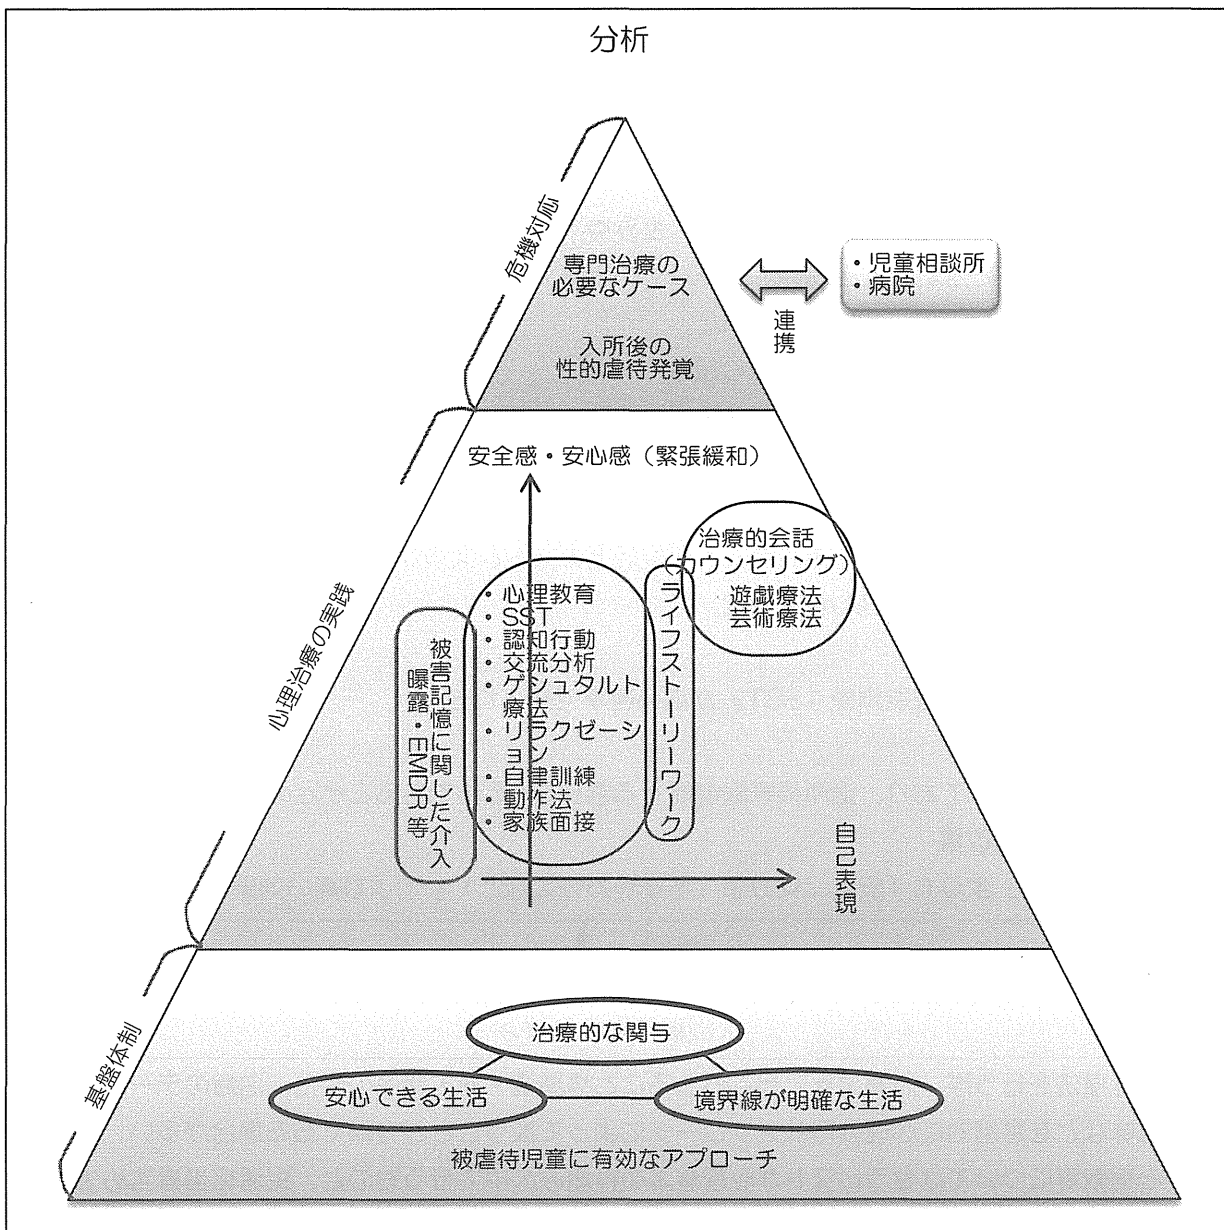 分析
危機対応
専門治療の
必要なケース
入所後の
性的虐待発覚
連携
・児童相談所
・病院
心理治療の実践
安全感・安心感（緊張緩和）
被害記憶に関した介入
曝露・EMDR 等
・心理教育
・SST
・認知行動
・交流分析
・ゲシュタルト
療法
・リラクゼーシ
ョン
・自律訓練
・動作法
・家族面接
ライフストーリーワーク
治療的会話
（カウンセリング）
遊戯療法
芸術療法
自己表現
基盤体制
治療的な関与
安心できる生活
境界線が明確な生活
被虐待児童に有効なアプローチ